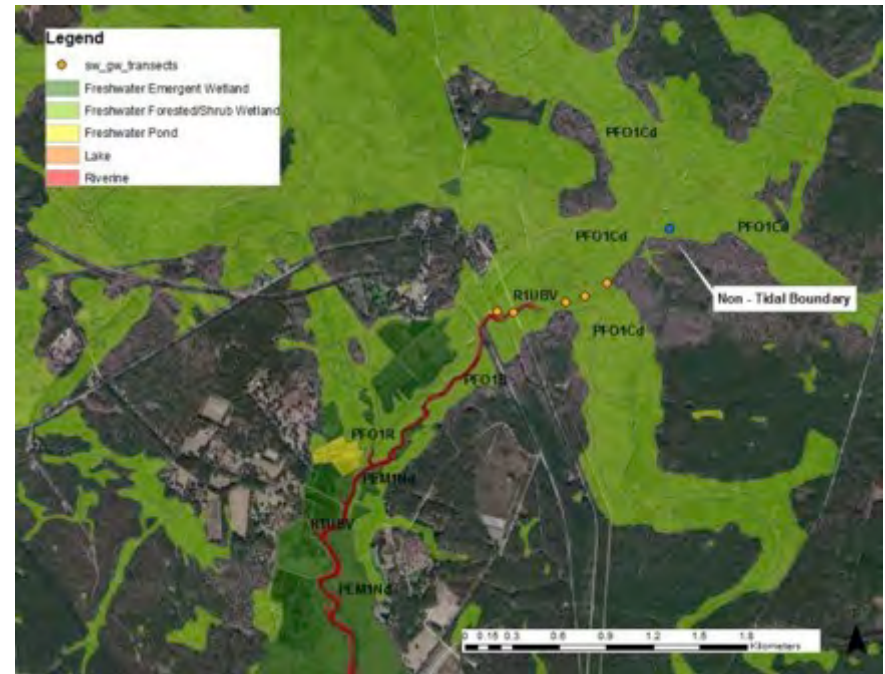 Legend
sw_gw_transects
Freshwater Emergent Wetland
Freshwater Forested/Shrub Wetland
Freshwater Pond
Lake
Riverine
PFO1Cd
PFO1Cd
PFO1Cd
Non - Tidal Boundary
R1UBV
PFO1Cd
PFO1R
PEM1Nd
R1UBV
PEM1Nd
0 0.15 0.3 0.6 0.9 1.2 1.5 1.8
Kilometers